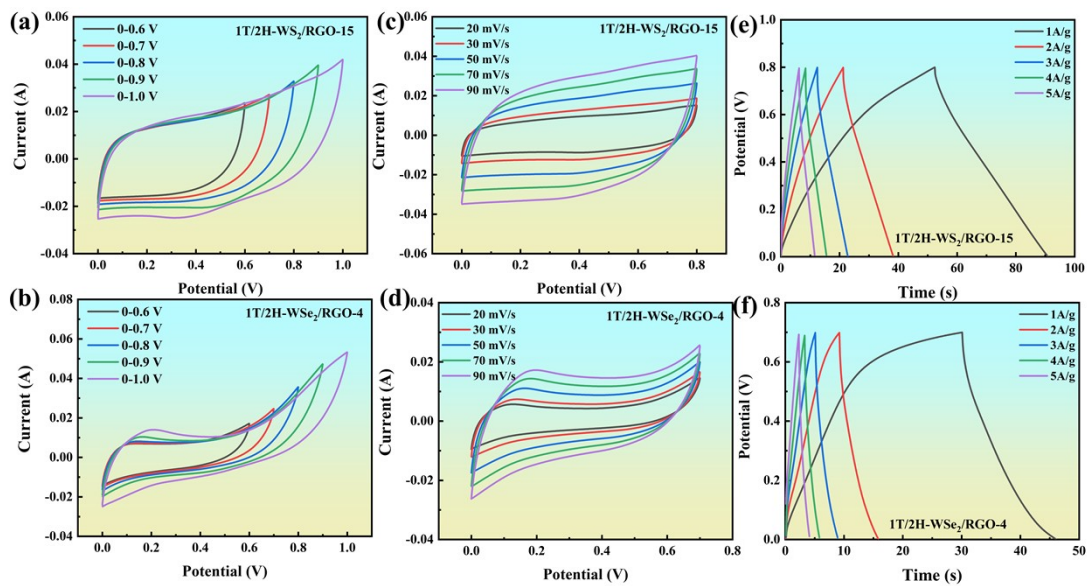 (a)
0-0.6 V
0-0.7 V
0-0.8 V
0-0.9 V
0-1.0 V
1T/2H-WS₂/RGO-15
Current (A)
0.06
0.04
0.02
0.00
-0.02
-0.04
0.0 0.2 0.4 0.6 0.8 1.0
Potential (V)
(c)
20 mV/s
30 mV/s
50 mV/s
70 mV/s
90 mV/s
1T/2H-WS₂/RGO-15
Current (A)
0.06
0.04
0.02
0.00
-0.02
-0.04
-0.06
0.0 0.2 0.4 0.6 0.8
Potential (V)
(e)
1A/g
2A/g
3A/g
4A/g
5A/g
1T/2H-WS₂/RGO-15
Potential (V)
1.0
0.8
0.6
0.4
0.2
0.0
0 20 40 60 80 100
Time (s)
(b)
0-0.6 V
0-0.7 V
0-0.8 V
0-0.9 V
0-1.0 V
1T/2H-WSe₂/RGO-4
Current (A)
0.08
0.06
0.04
0.02
0.00
-0.02
-0.04
0.0 0.2 0.4 0.6 0.8 1.0
Potential (V)
(d)
20 mV/s
30 mV/s
50 mV/s
70 mV/s
90 mV/s
1T/2H-WSe₂/RGO-4
Current (A)
0.04
0.02
0.00
-0.02
-0.04
0.0 0.2 0.4 0.6 0.8
Potential (V)
(f)
1A/g
2A/g
3A/g
4A/g
5A/g
1T/2H-WSe₂/RGO-4
Potential (V)
0.8
0.7
0.6
0.5
0.4
0.3
0.2
0.1
0.0
0 10 20 30 40 50
Time (s)